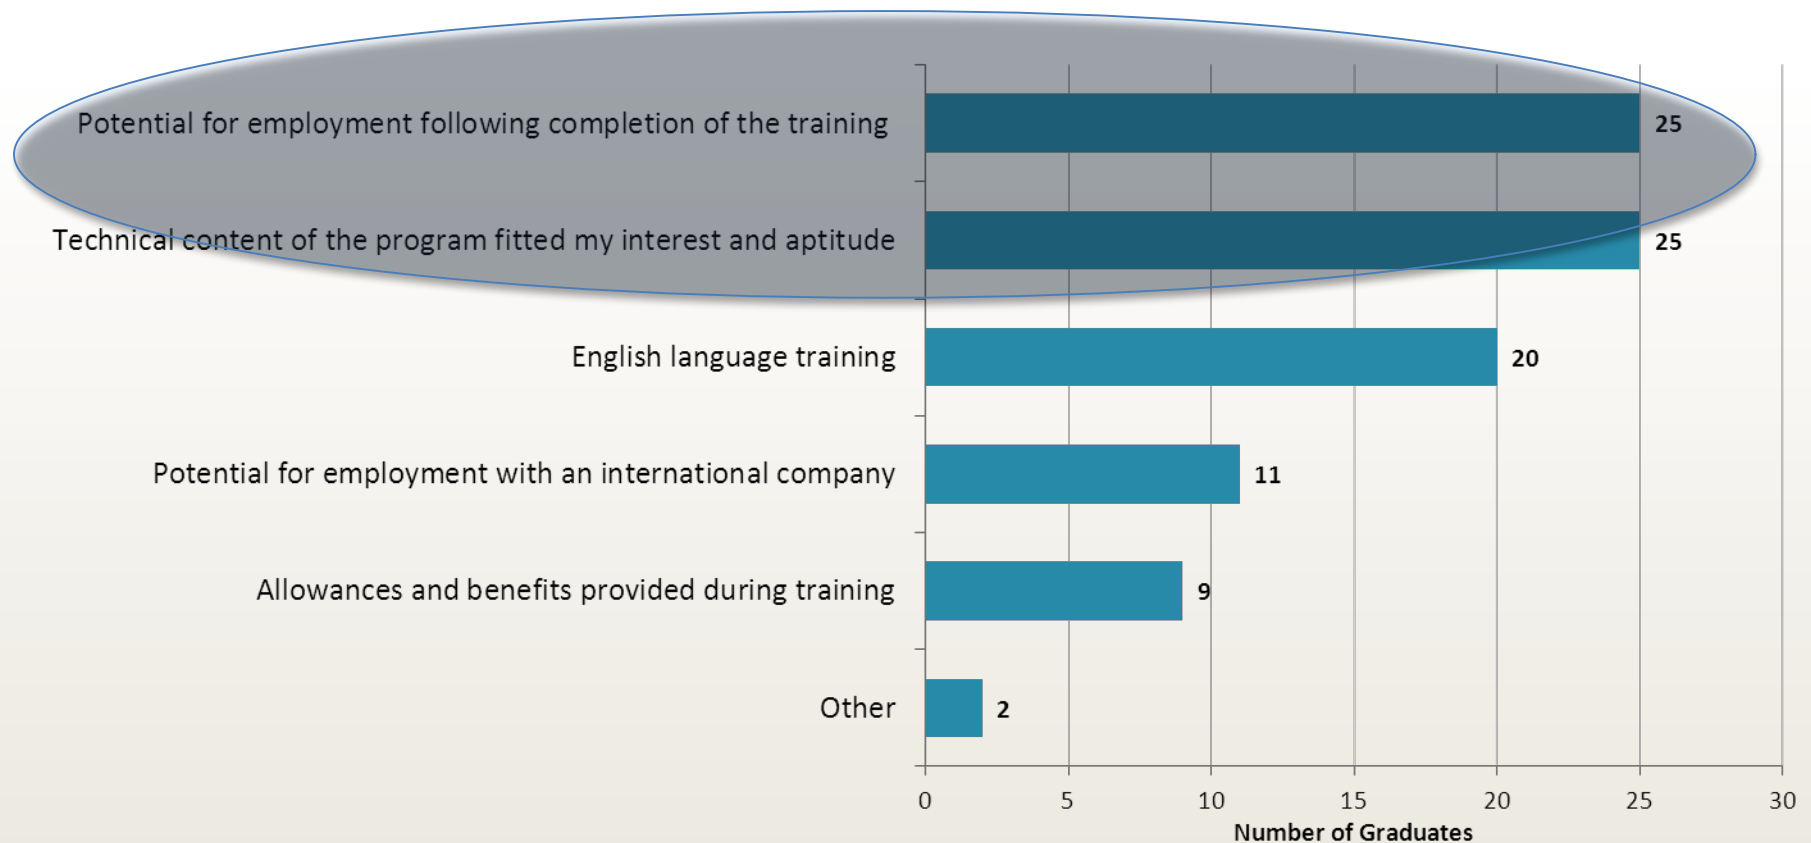 Potential for employment following completion of the training 25
Technical content of the program fitted my interest and aptitude 25
English language training 20
Potential for employment with an international company 11
Allowances and benefits provided during training 9
Other 2
0 5 10 15 20 25 30
Number of Graduates